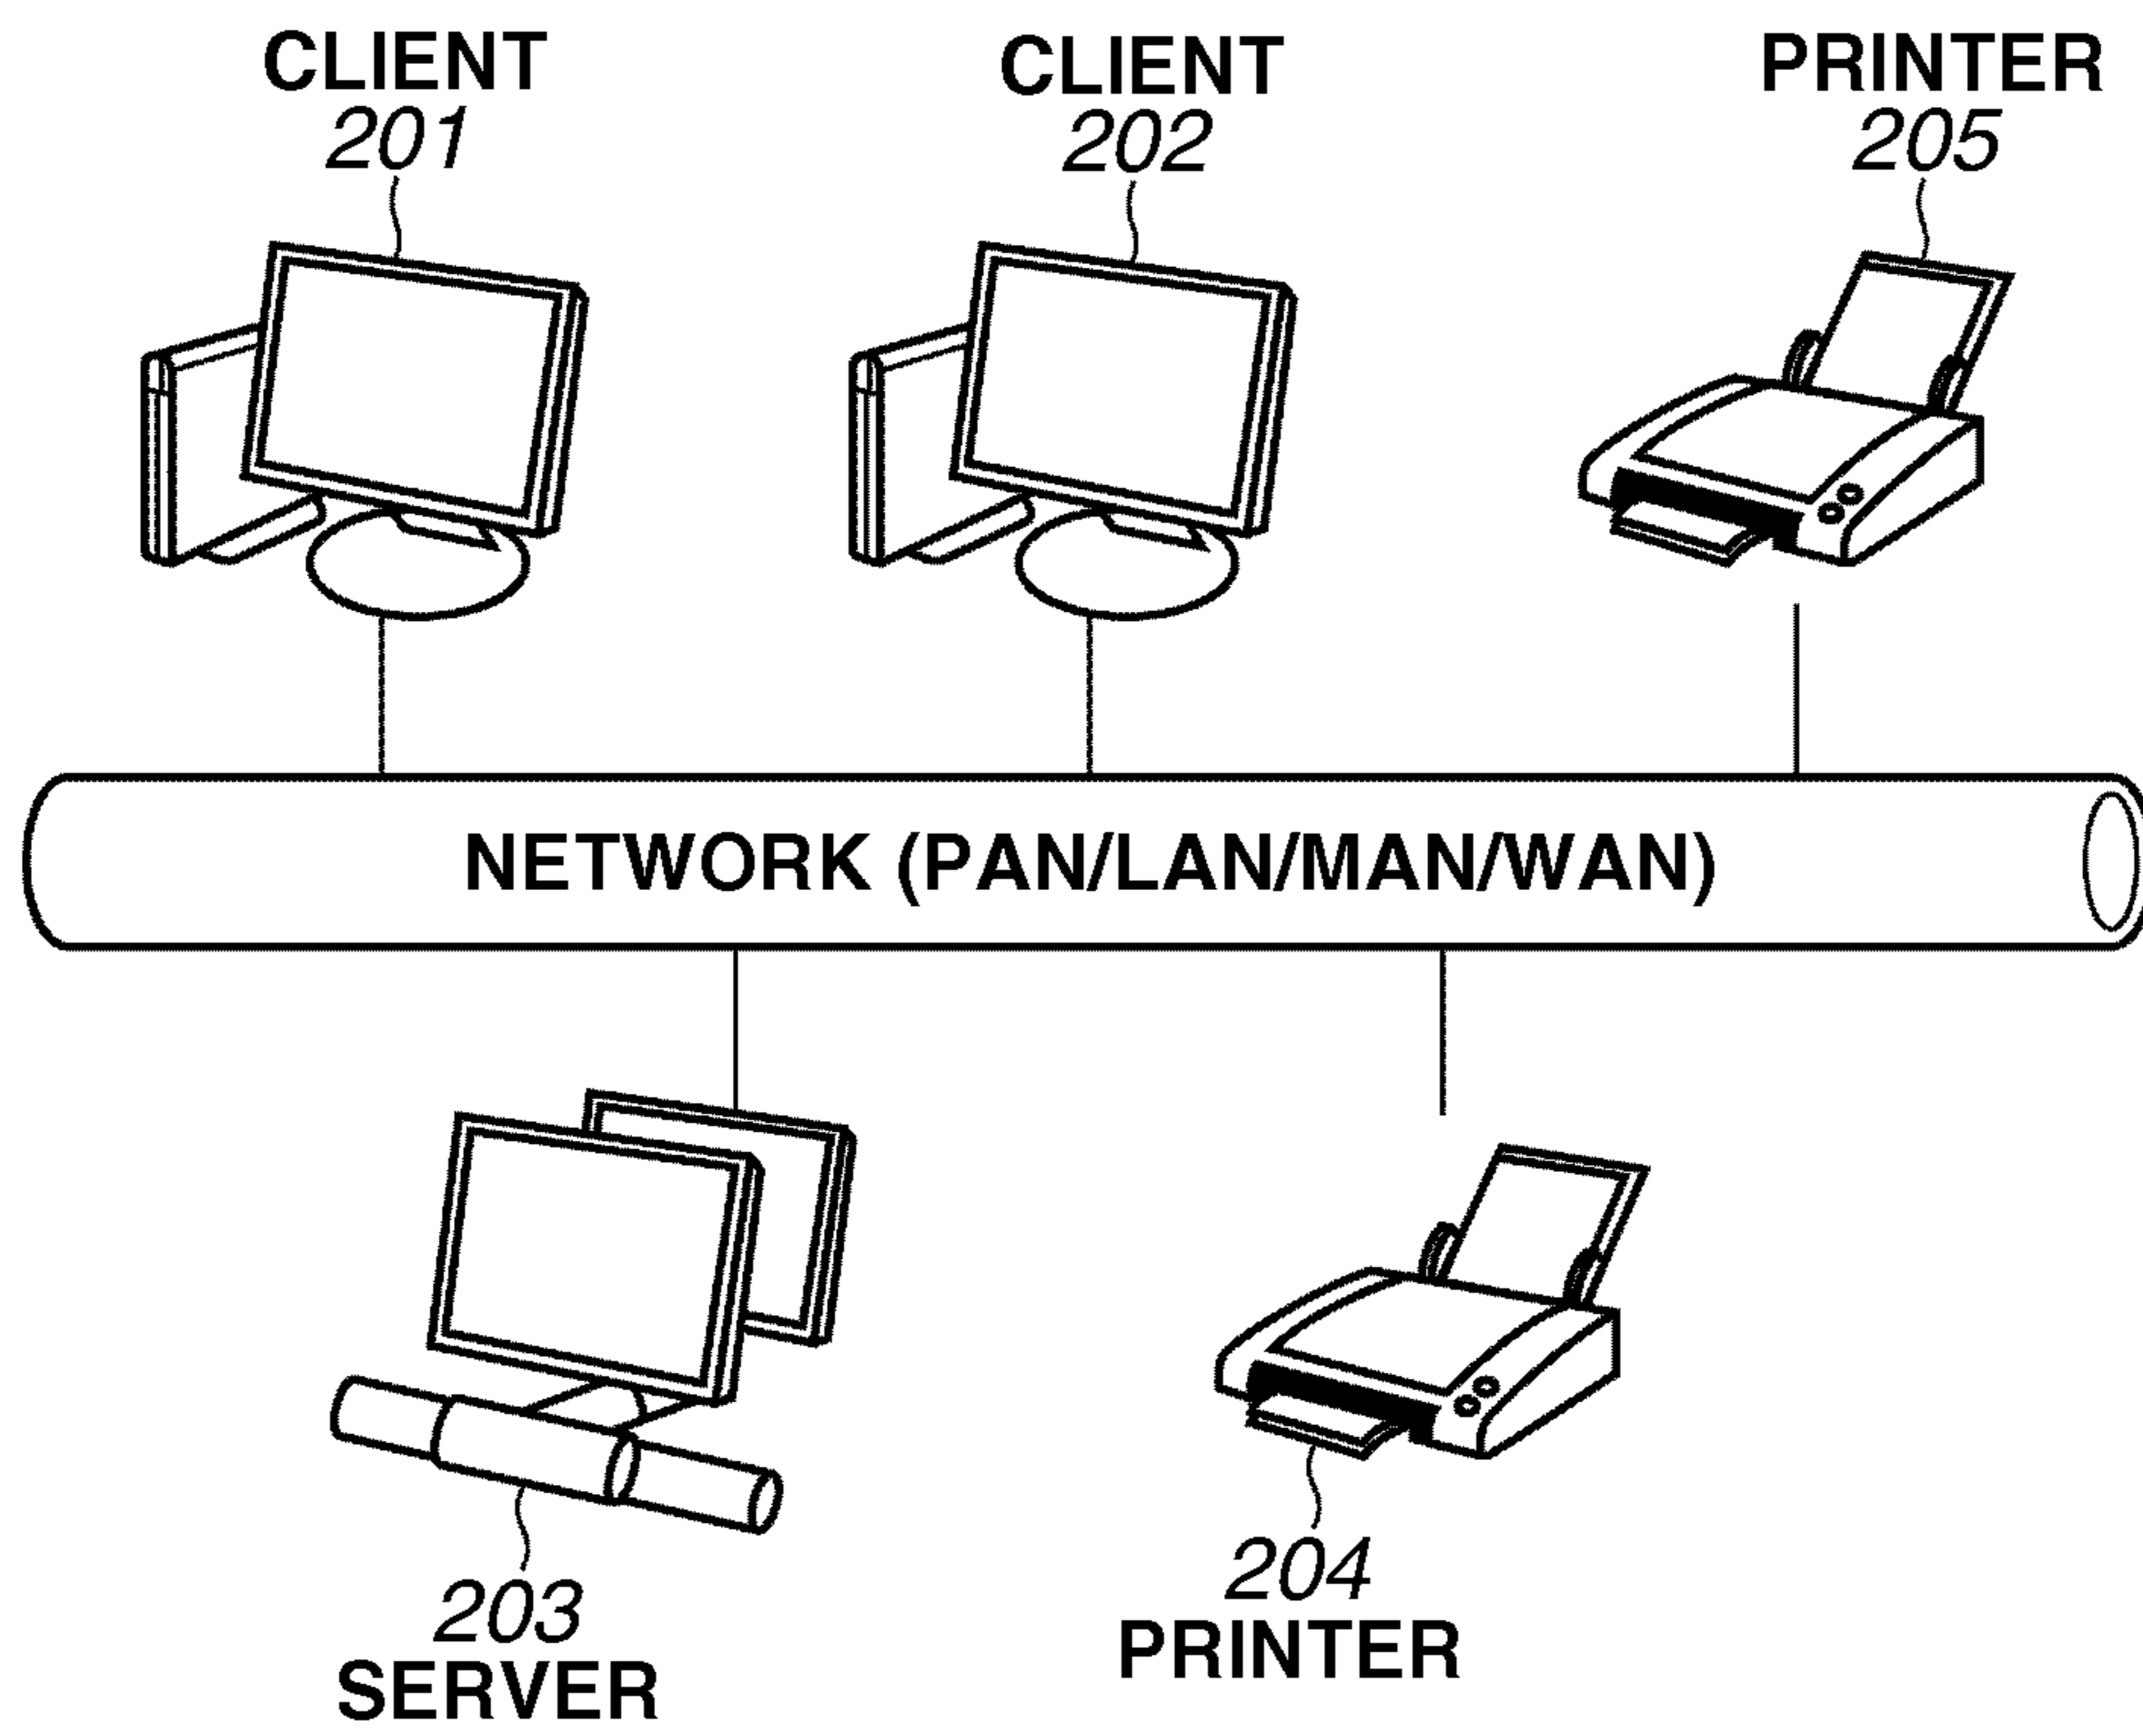 CLIENT
201
CLIENT
202
PRINTER
205
NETWORK (PAN/LAN/MAN/WAN)
203
SERVER
204
PRINTER